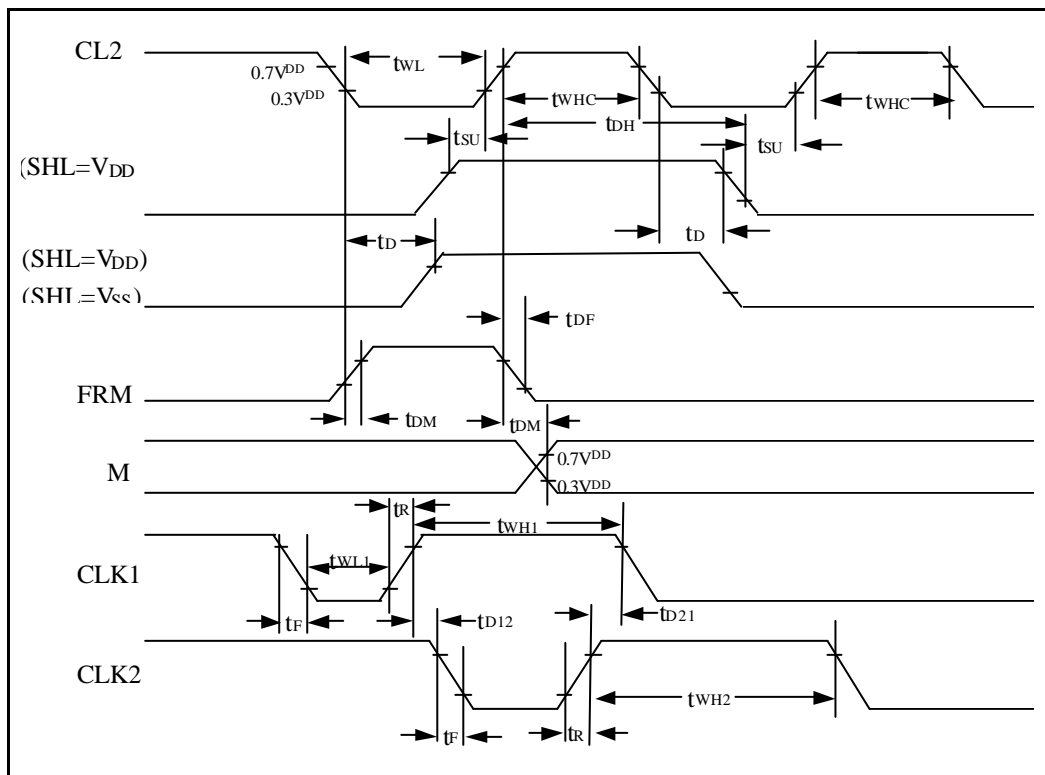 CL2
0.7VDD
0.3VDD
tWL
tWHC
tWHC
tDH
tSU
tSU
(SHL=VDD
tD
tD
(SHL=VDD)
(SHL=VSS)
tDF
FRM
tDM
tDM
M
0.7VDD
0.3VDD
tR
tWH1
tWL1
CLK1
tF
tD12
tD21
CLK2
tWH2
tF
tR